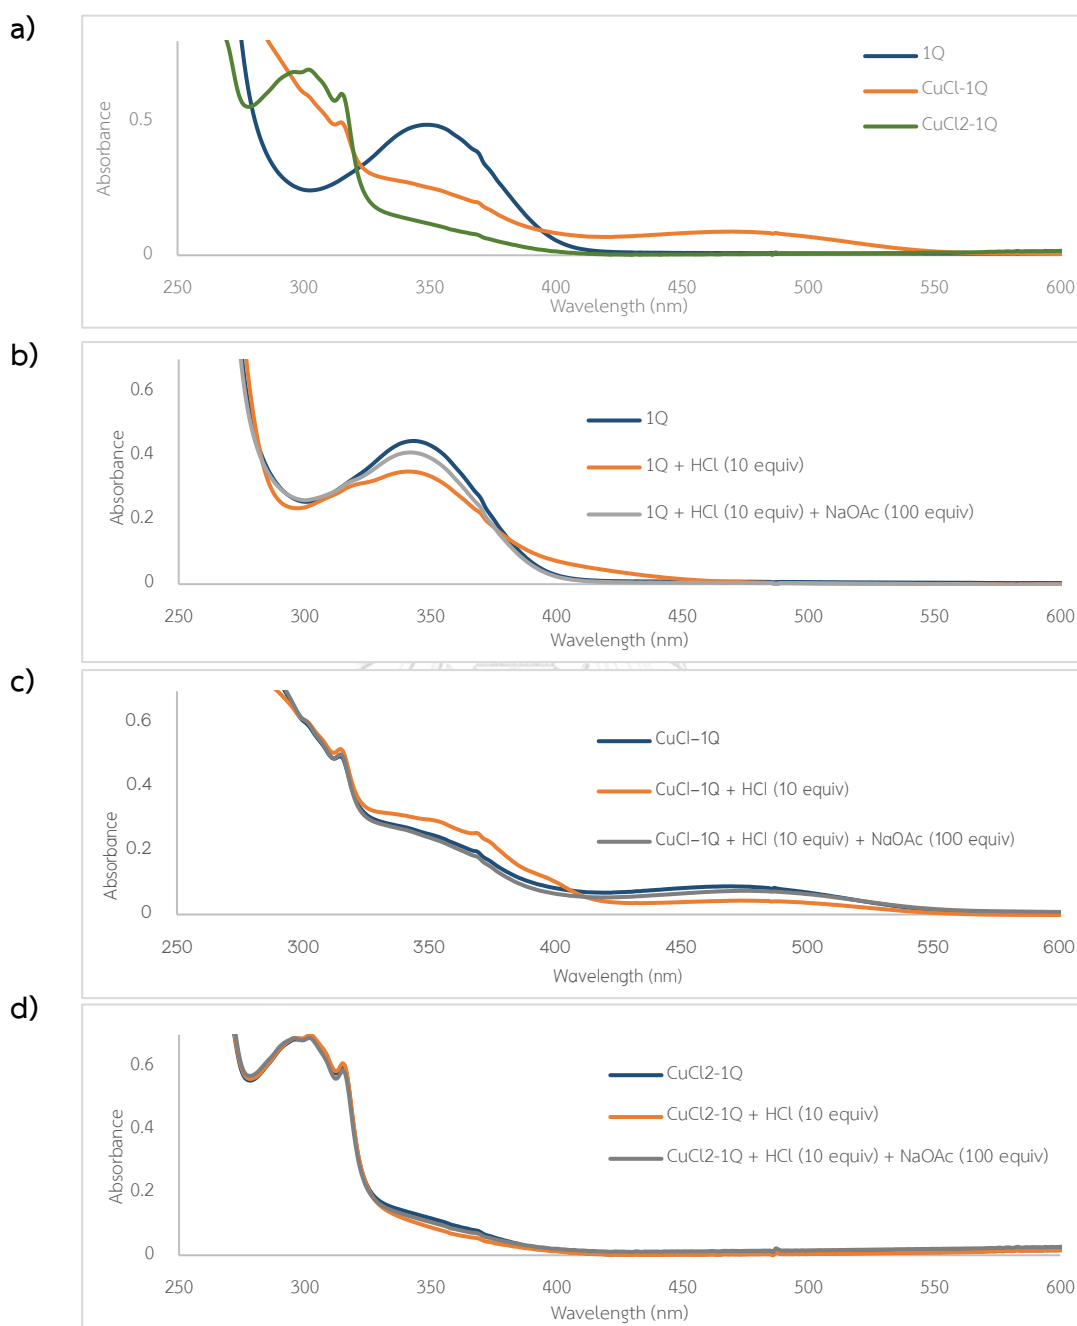 a)
1Q
CuCl-1Q
CuCl2-1Q
Absorbance
0.5
0
250 300 350 400 450 500 550 600
Wavelength (nm)
b)
0.6
0.4
0.2
0
Absorbance
1Q
1Q + HCl (10 equiv)
1Q + HCl (10 equiv) + NaOAc (100 equiv)
250 300 350 400 450 500 550 600
Wavelength (nm)
c)
0.6
0.4
0.2
0
Absorbance
CuCl–1Q
CuCl–1Q + HCl (10 equiv)
CuCl–1Q + HCl (10 equiv) + NaOAc (100 equiv)
250 300 350 400 450 500 550 600
Wavelength (nm)
d)
0.6
0.4
0.2
0
Absorbance
CuCl2-1Q
CuCl2-1Q + HCl (10 equiv)
CuCl2-1Q + HCl (10 equiv) + NaOAc (100 equiv)
250 300 350 400 450 500 550 600
Wavelength (nm)